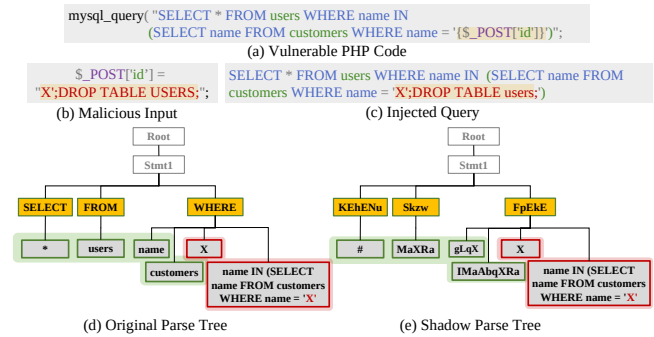 mysql_query( "SELECT * FROM users WHERE name IN
(SELECT name FROM customers WHERE name = '{$_POST['id']}')";
(a) Vulnerable PHP Code
$_POST['id'] =
"X';DROP TABLE USERS;";
(b) Malicious Input
SELECT * FROM users WHERE name IN (SELECT name FROM
customers WHERE name = 'X';DROP TABLE users;')
(c) Injected Query
Root
Stmt1
SELECT FROM WHERE
* users name X
customers
name IN (SELECT
name FROM customers
WHERE name = 'X'
(d) Original Parse Tree
Root
Stmt1
KEhENu Skzw FpEkE
# MaXRa gLqX X
IMaAbqXRa
name IN (SELECT
name FROM customers
WHERE name = 'X'
(e) Shadow Parse Tree